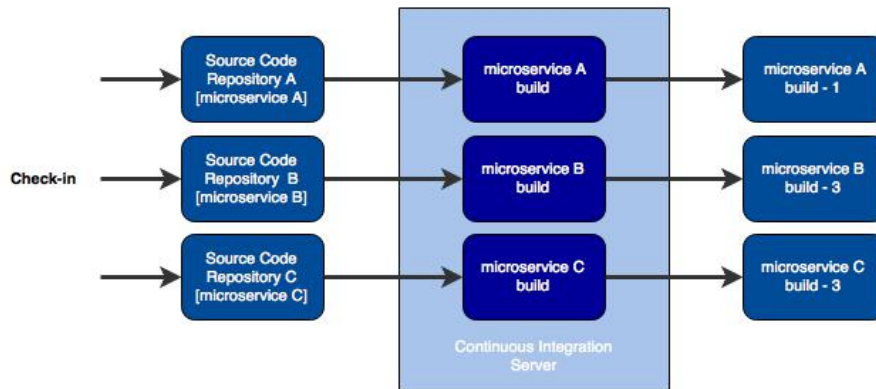 Source Code
Repository A
[microservice A]
microservice A
build
microservice A
build - 1
Check-in
Source Code
Repository B
[microservice B]
microservice B
build
microservice B
build - 3
Source Code
Repository C
[microservice C]
microservice C
build
microservice C
build - 3
Continuous Integration
Server